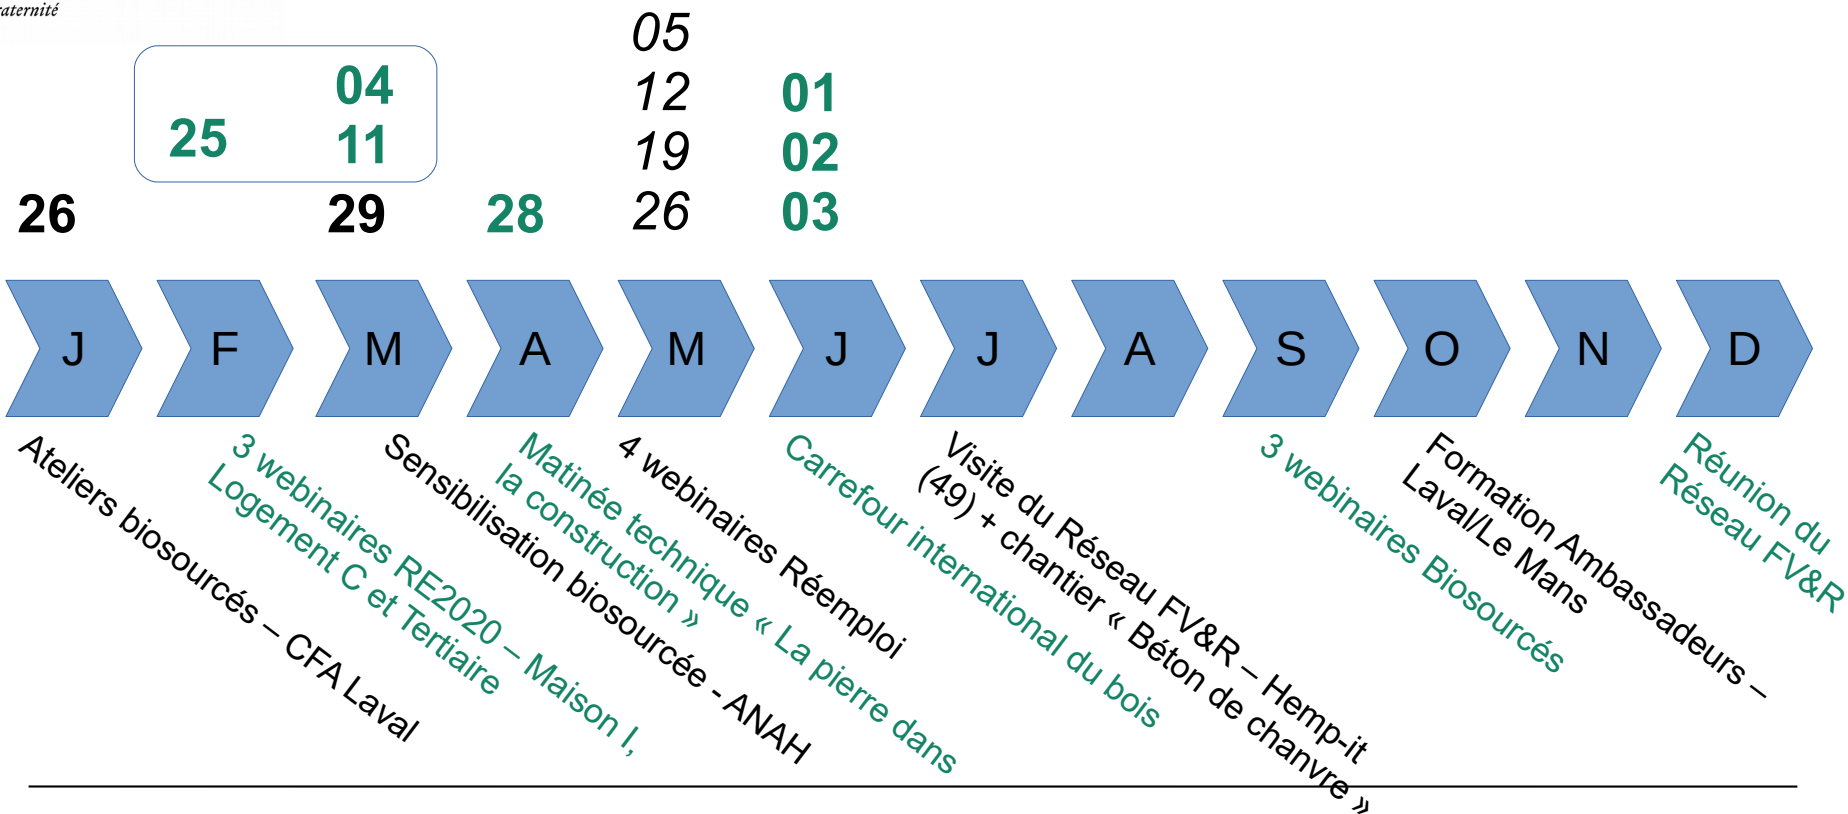 05
04
12
01
25
11
19
02
26
29
28
26
03
J
F
M
A
M
J
J
A
S
O
N
D
Ateliers biosourcés – CFA Laval
3 webinaires RE2020 – Maison I,
Logement C et Tertiaire
Sensibilisation biosourcée - ANAH
Matinée technique « La pierre dans
la construction »
4 webinaires Réemploi
Carrefour international du bois
Visite du Réseau FV&R – Hemp-it
(49) + chantier « Béton de chanvre »
3 webinaires Biosourcés
Formation Ambassadeurs –
Laval/Le Mans
Réunion du
Réseau FV&R